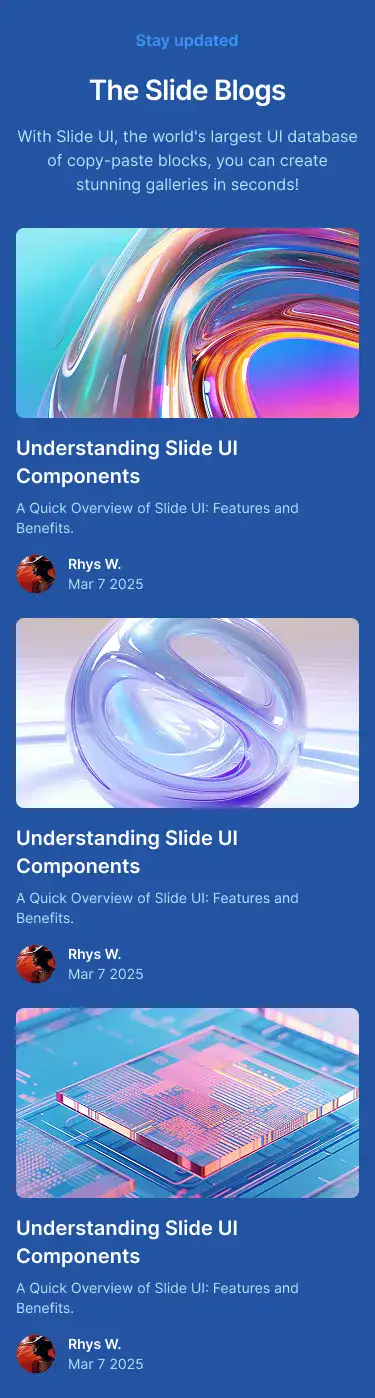 Stay updated
The Slide Blogs
With Slide UI, the world's largest UI database
of copy-paste blocks, you can create
stunning galleries in seconds!
Understanding Slide UI
Components
A Quick Overview of Slide UI: Features and
Benefits.
Rhys W.
Mar 7 2025
Understanding Slide UI
Components
A Quick Overview of Slide UI: Features and
Benefits.
Rhys W.
Mar 7 2025
Understanding Slide UI
Components
A Quick Overview of Slide UI: Features and
Benefits.
Rhys W.
Mar 7 2025